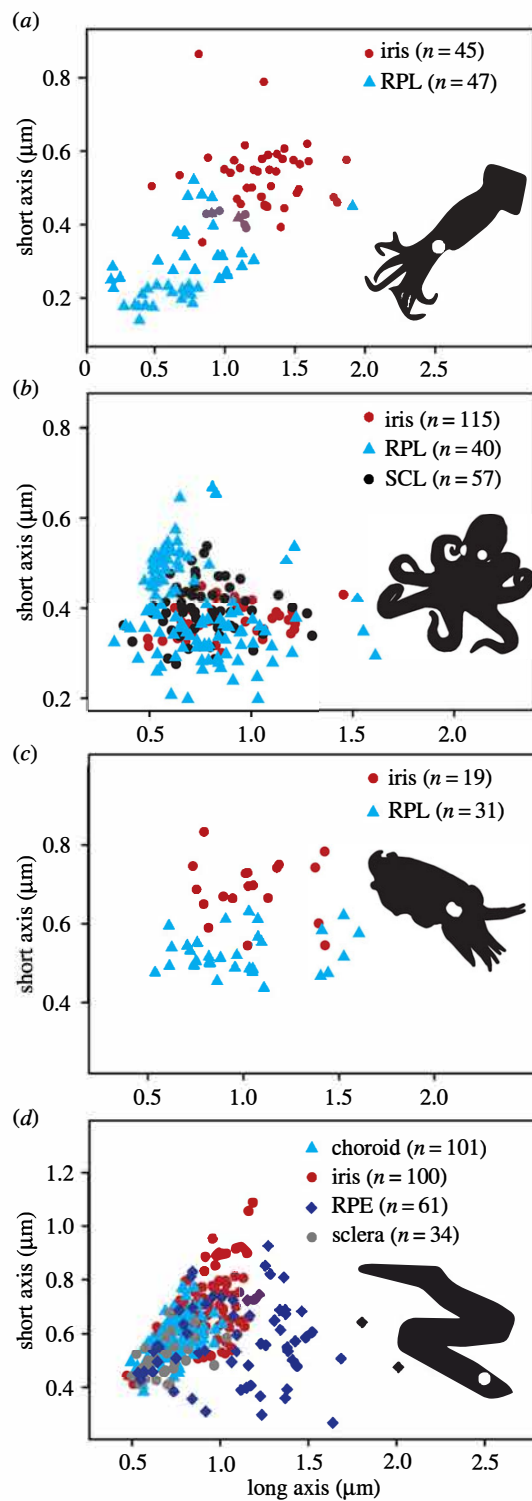 (a)
iris (n = 45)
RPL (n = 47)
short axis (μm)
0.8
0.6
0.4
0.2
0 0.5 1.0 1.5 2.0 2.5
(b)
iris (n = 115)
RPL (n = 40)
SCL (n = 57)
short axis (μm)
0.8
0.6
0.4
0.2
0.5 1.0 1.5 2.0
(c)
iris (n = 19)
RPL (n = 31)
short axis (μm)
0.8
0.6
0.4
0.5 1.0 1.5 2.0
(d)
choroid (n = 101)
iris (n = 100)
RPE (n = 61)
sclera (n = 34)
short axis (μm)
1.2
1.0
0.8
0.6
0.4
0.5 1.0 1.5 2.0 2.5
long axis (μm)